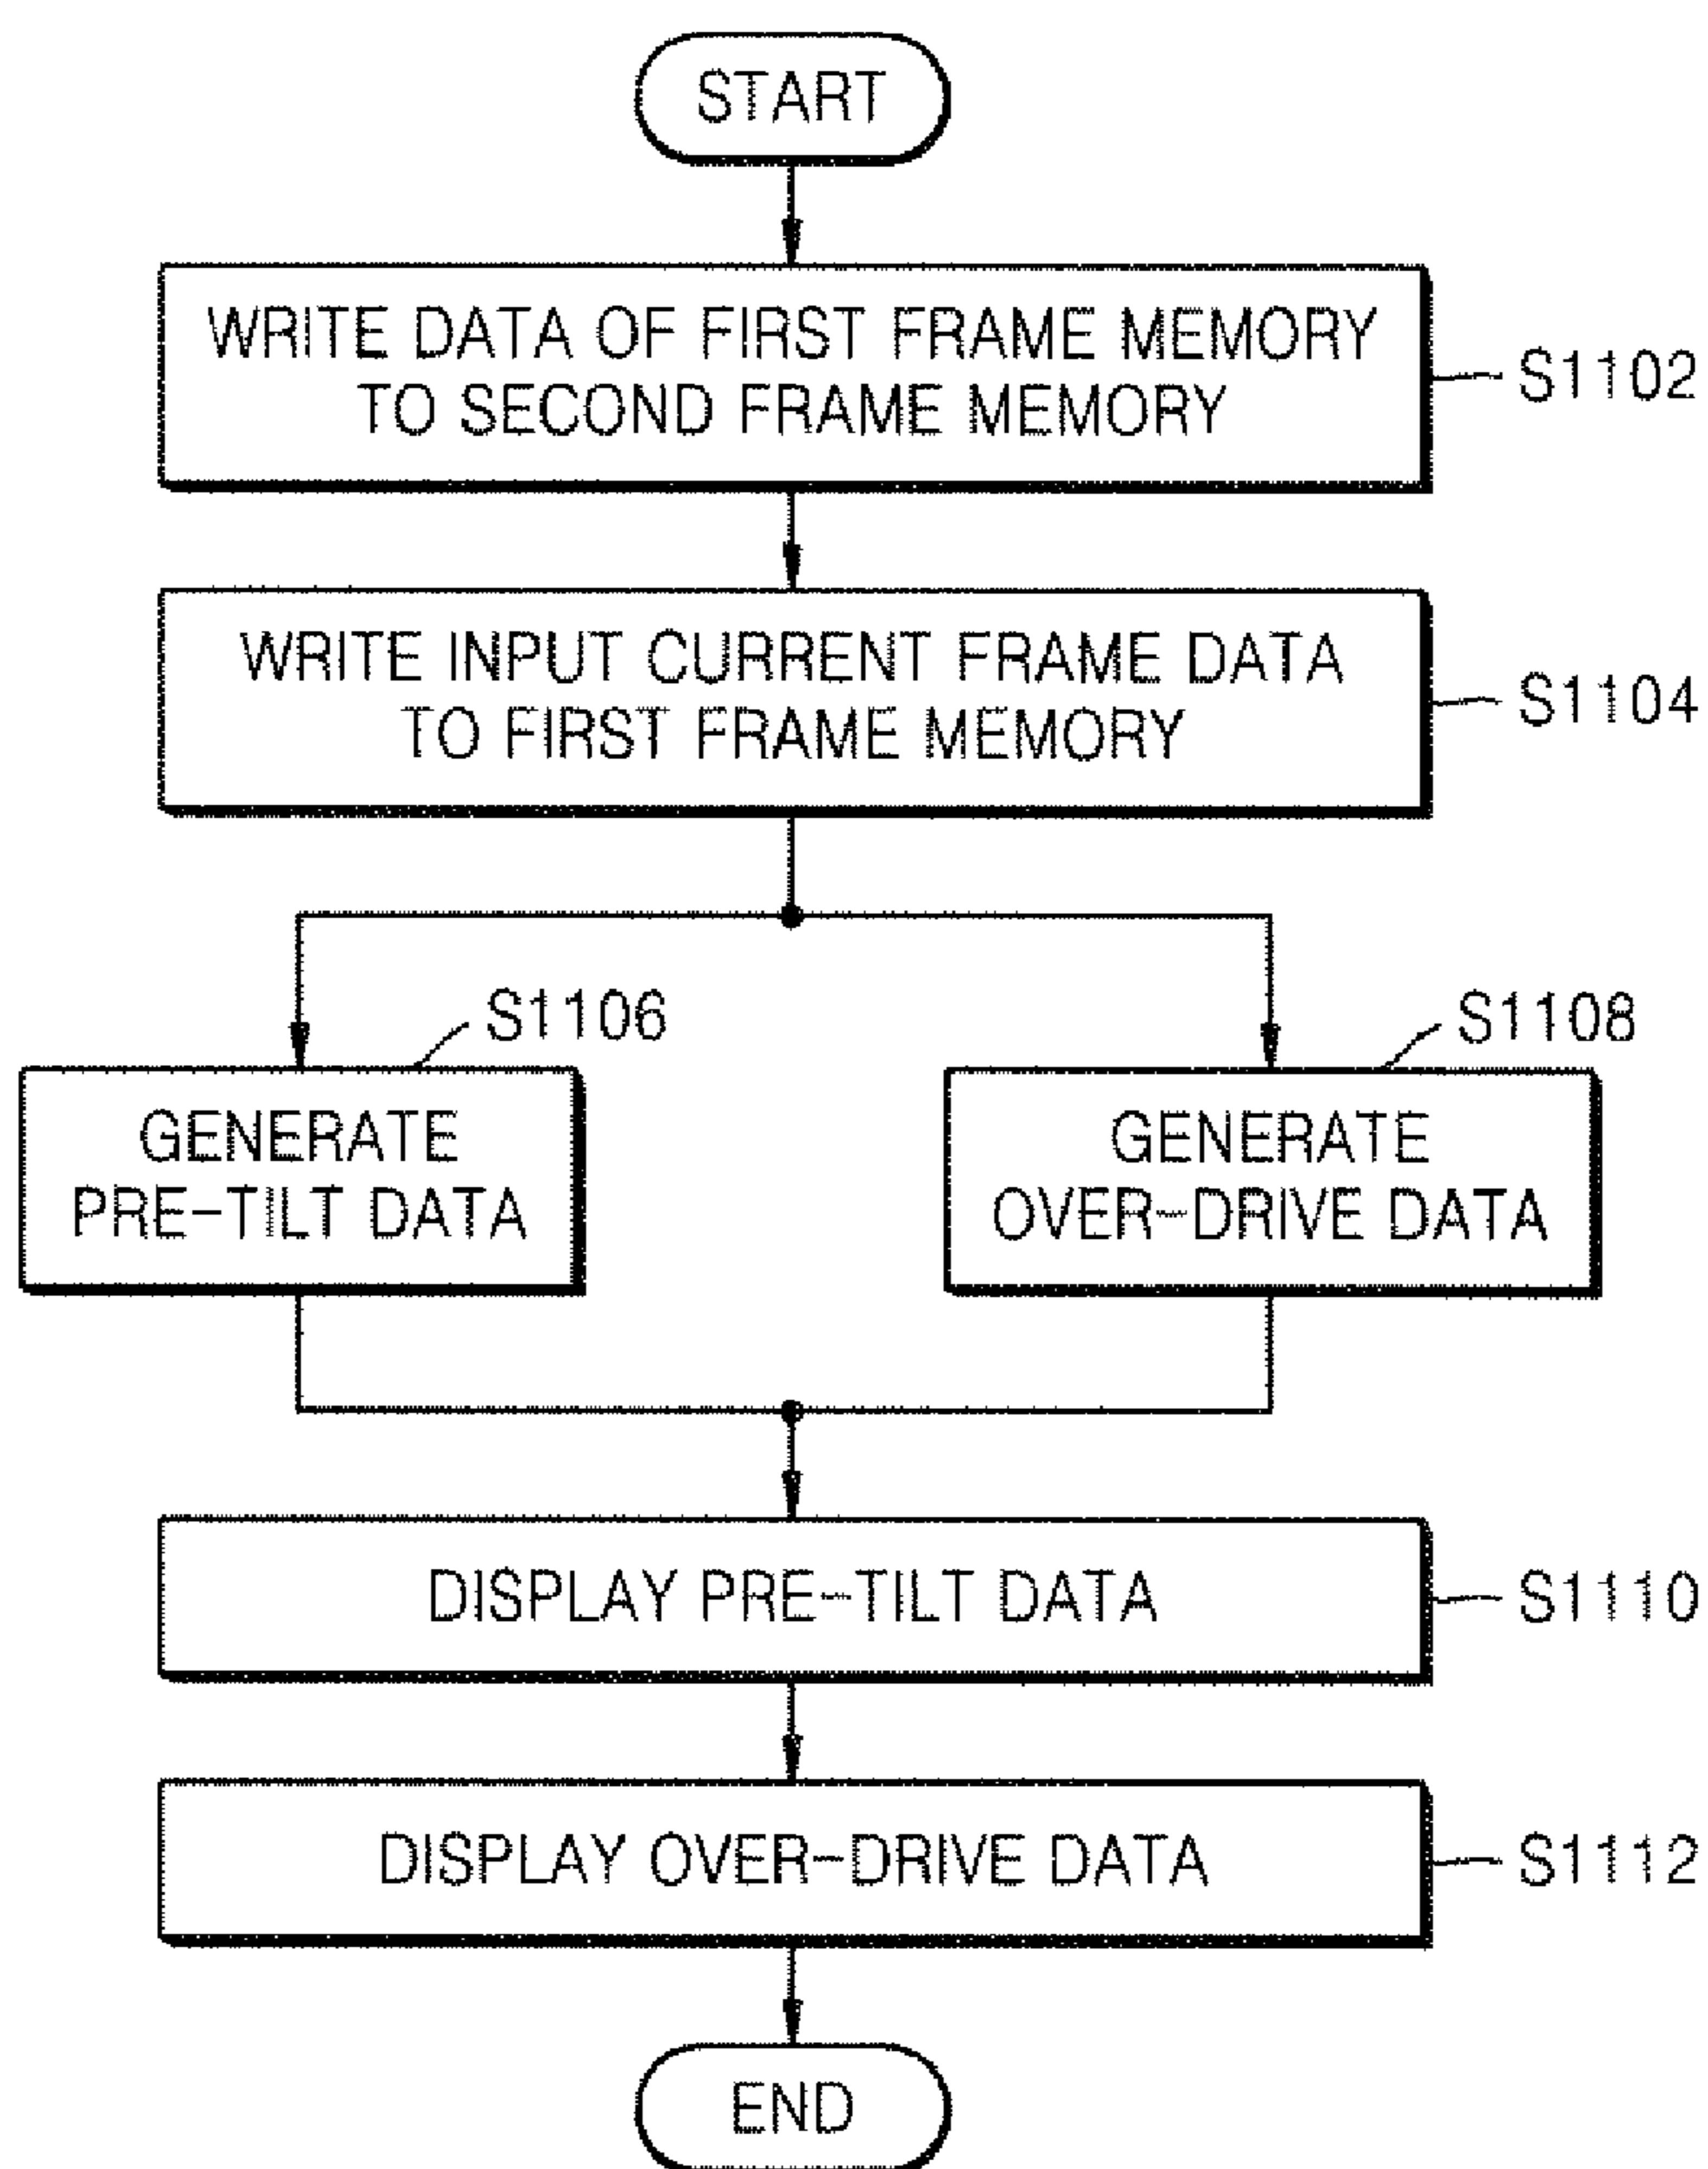 START
WRITE DATA OF FIRST FRAME MEMORY
TO SECOND FRAME MEMORY
S1102
WRITE INPUT CURRENT FRAME DATA
TO FIRST FRAME MEMORY
S1104
S1106
GENERATE
PRE-TILT DATA
S1108
GENERATE
OVER-DRIVE DATA
DISPLAY PRE-TILT DATA
S1110
DISPLAY OVER-DRIVE DATA
S1112
END